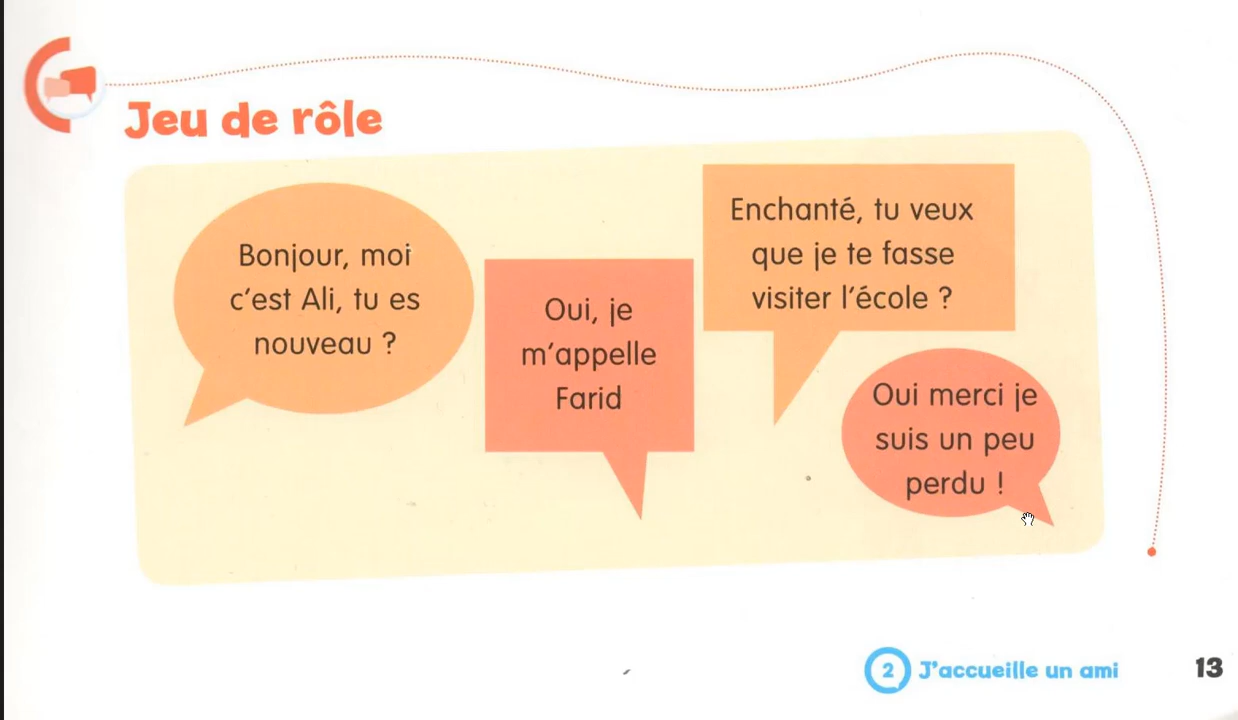 Jeu de rôle
Bonjour, moi
c'est Ali, tu es
nouveau ?
Oui, je
m'appelle
Farid
Enchanté, tu veux
que je te fasse
visiter l'école ?
Oui merci je
suis un peu
perdu !
2 J'accueille un ami
13